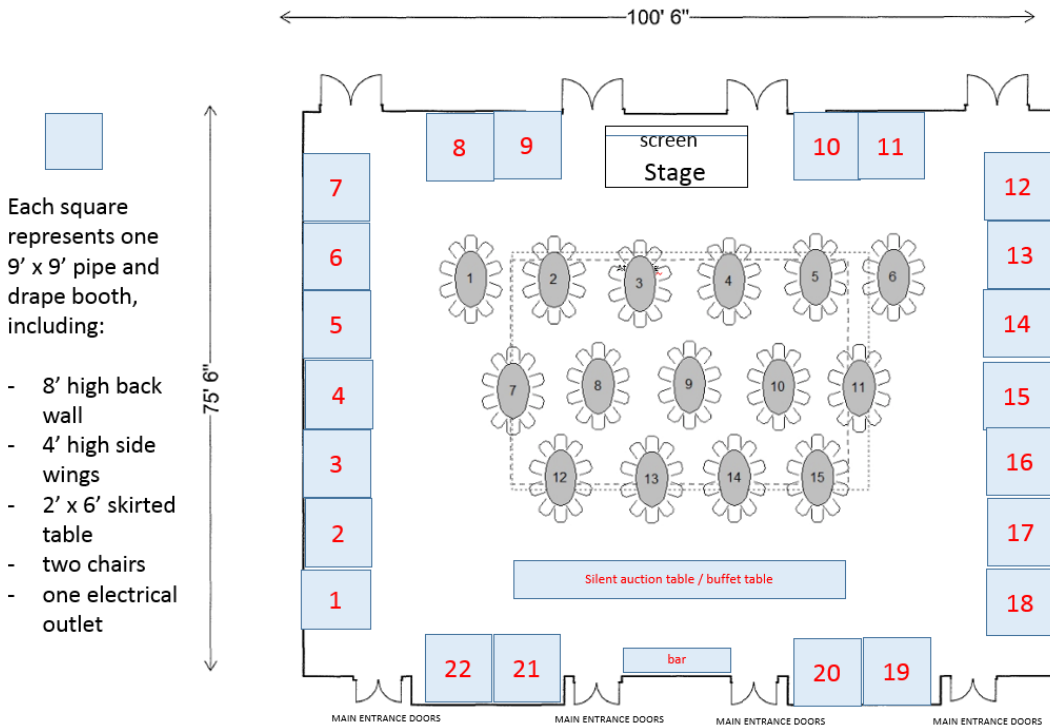 100' 6"
75' 6"
Each square
represents one
9' x 9' pipe and
drape booth,
including:
- 8' high back
wall
- 4' high side
wings
- 2' x 6' skirted
table
- two chairs
- one electrical
outlet
8
9
screen
Stage
10
11
7
12
6
13
5
14
4
15
3
16
2
17
1
18
1
2
3
4
5
6
7
8
9
10
11
12
13
14
15
Silent auction table / buffet table
22
21
bar
20
19
MAIN ENTRANCE DOORS
MAIN ENTRANCE DOORS
MAIN ENTRANCE DOORS
MAIN ENTRANCE DOORS